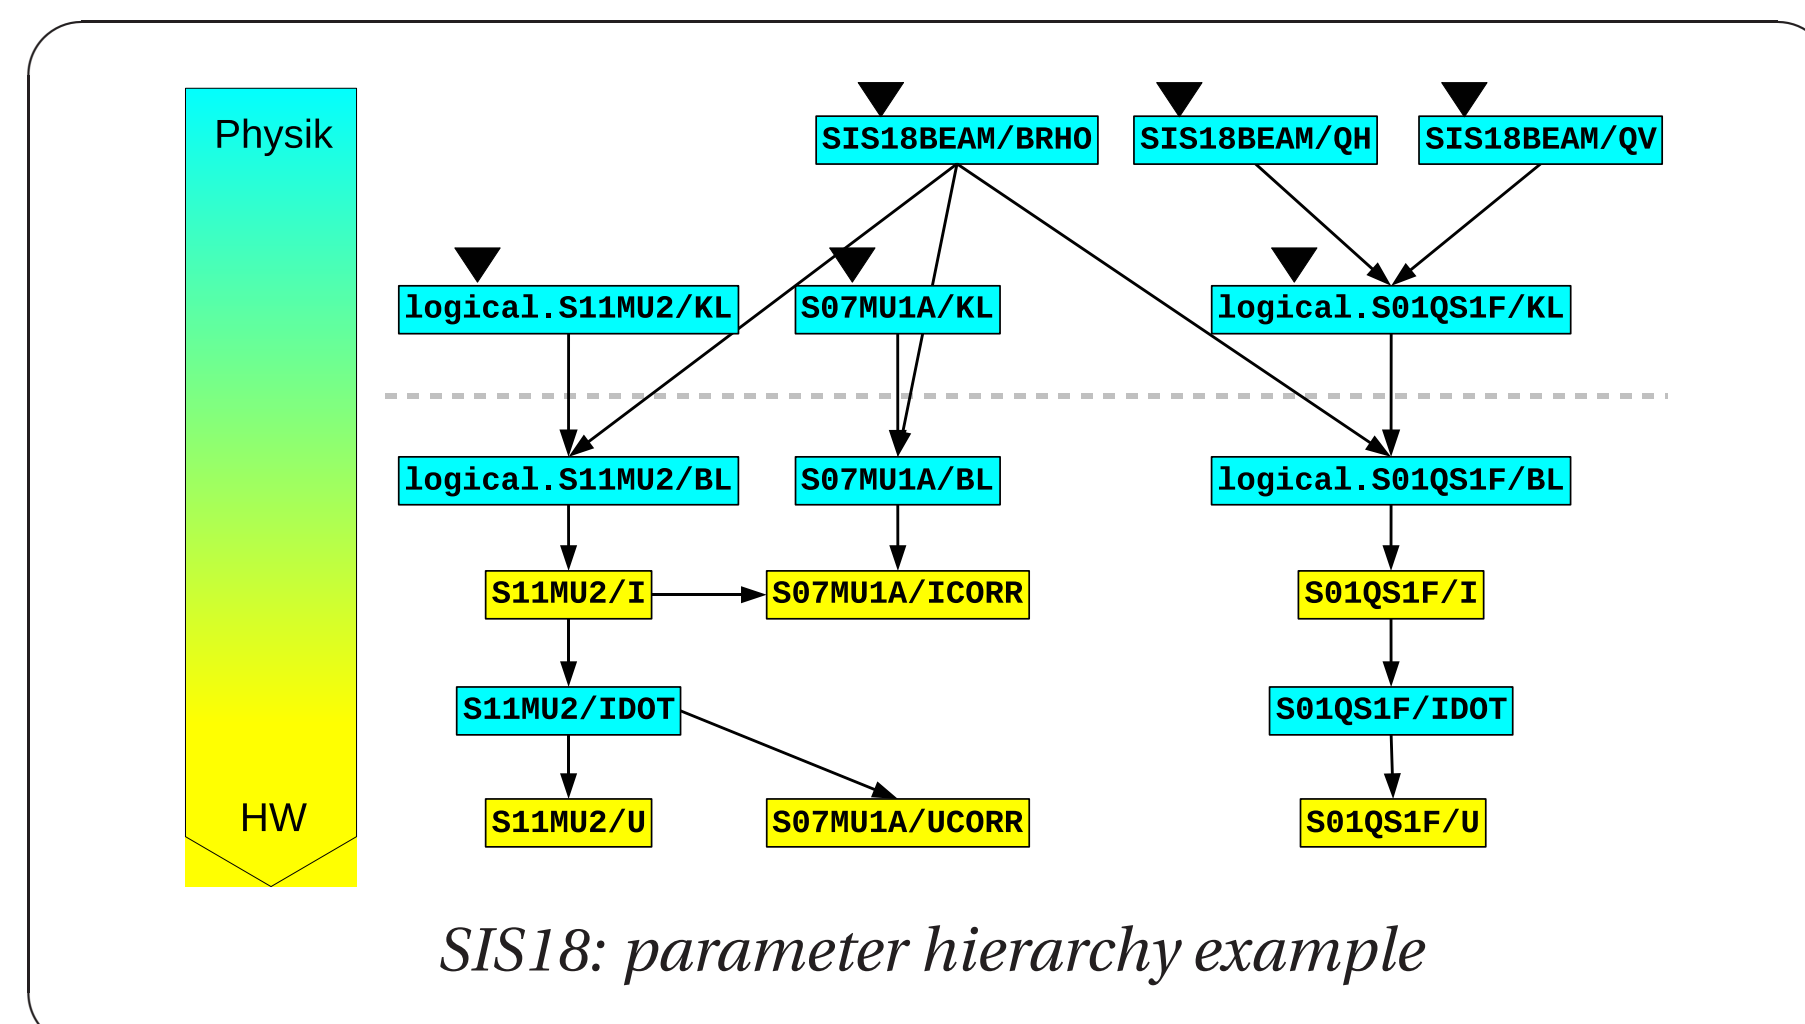 Physik
SIS18BEAM/BRHO
SIS18BEAM/QH
SIS18BEAM/QV
logical.S11MU2/KL
S07MU1A/KL
logical.S01QS1F/KL
logical.S11MU2/BL
S07MU1A/BL
logical.S01QS1F/BL
S11MU2/I
S07MU1A/ICORR
S01QS1F/I
S11MU2/IDOT
S01QS1F/IDOT
HW
S11MU2/U
S07MU1A/UCORR
S01QS1F/U
SIS18: parameter hierarchy example